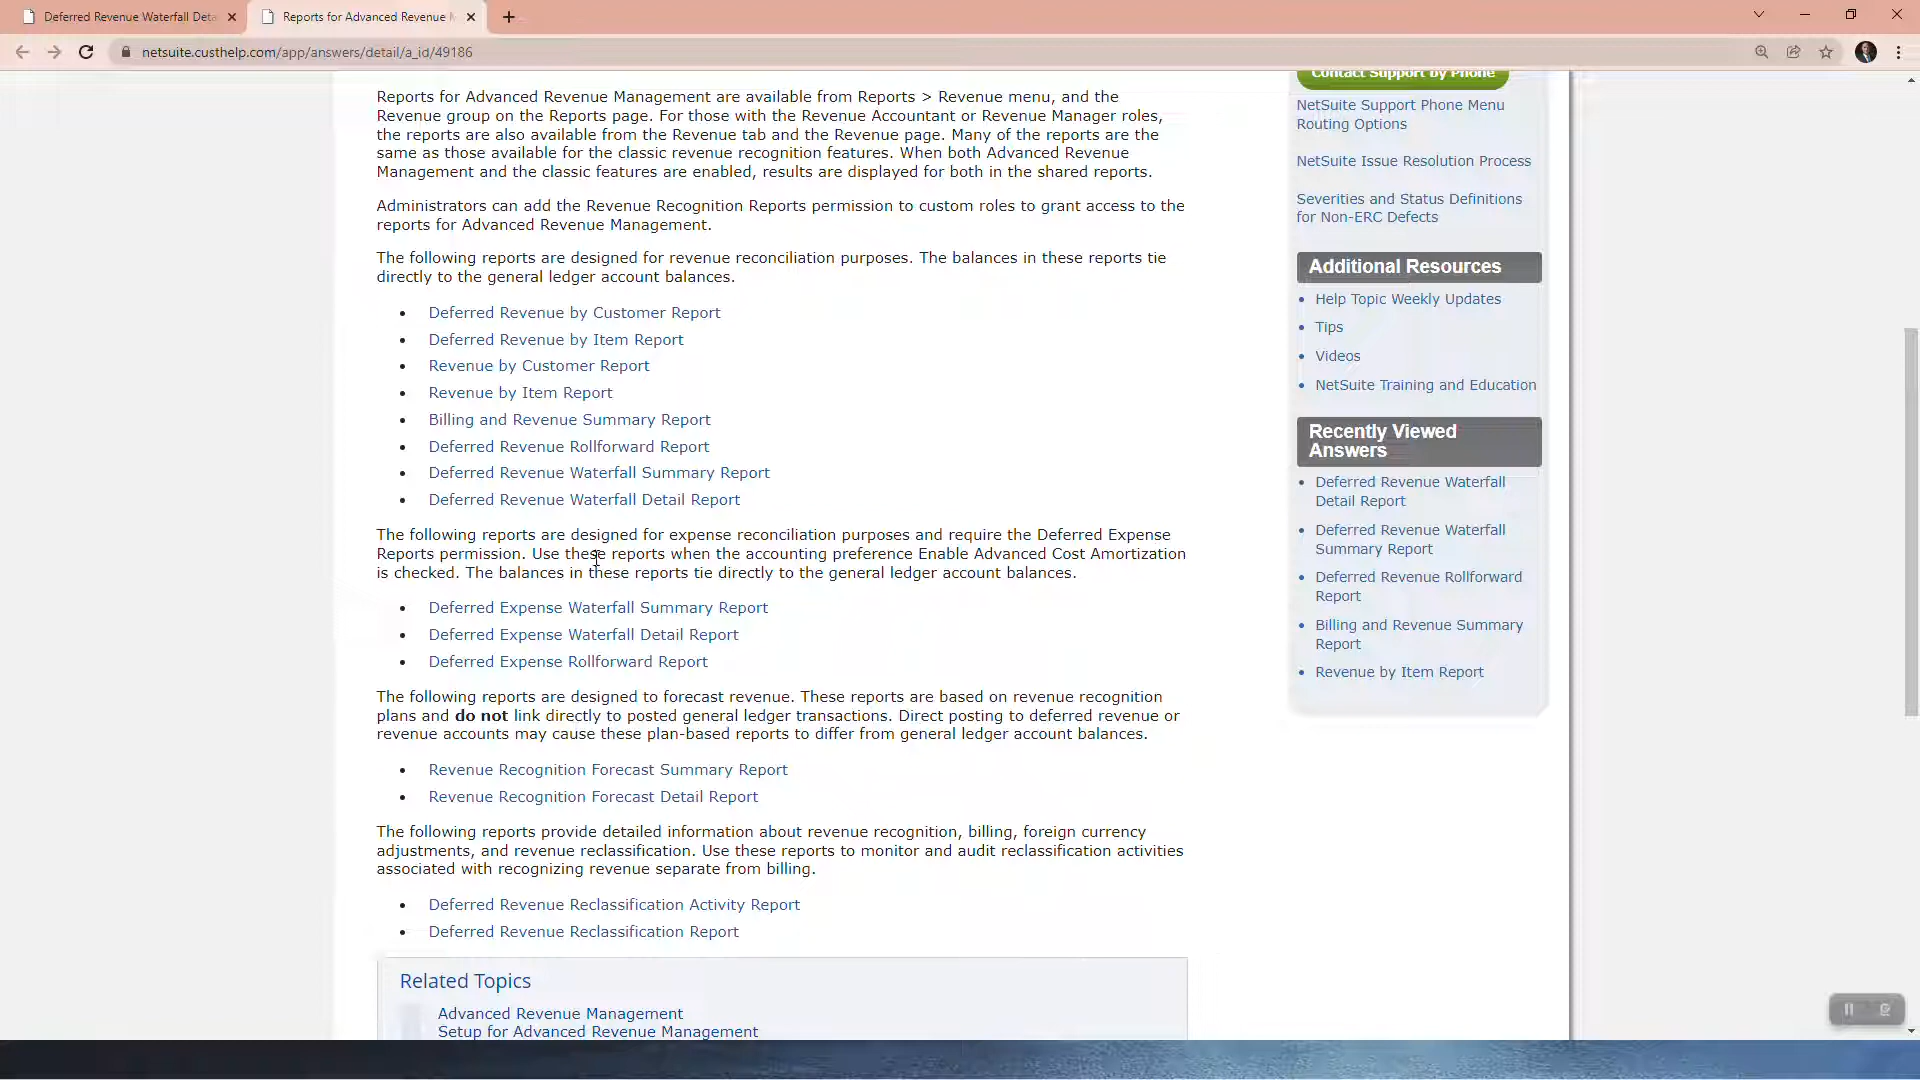 Deferred Revenue Waterfall Deta
Reports for Advanced Revenue M
netsuite.custhelp.com/app/answers/detail/a_id/49186
Reports for Advanced Revenue Management are available from Reports > Revenue menu, and the
Revenue group on the Reports page. For those with the Revenue Accountant or Revenue Manager roles,
the reports are also available from the Revenue tab and the Revenue page. Many of the reports are the
same as those available for the classic revenue recognition features. When both Advanced Revenue
Management and the classic features are enabled, results are displayed for both in the shared reports.
Administrators can add the Revenue Recognition Reports permission to custom roles to grant access to the
reports for Advanced Revenue Management.
The following reports are designed for revenue reconciliation purposes. The balances in these reports tie
directly to the general ledger account balances.
• Deferred Revenue by Customer Report
• Deferred Revenue by Item Report
• Revenue by Customer Report
• Revenue by Item Report
• Billing and Revenue Summary Report
• Deferred Revenue Rollforward Report
• Deferred Revenue Waterfall Summary Report
• Deferred Revenue Waterfall Detail Report
The following reports are designed for expense reconciliation purposes and require the Deferred Expense
Reports permission. Use these reports when the accounting preference Enable Advanced Cost Amortization
is checked. The balances in these reports tie directly to the general ledger account balances.
• Deferred Expense Waterfall Summary Report
• Deferred Expense Waterfall Detail Report
• Deferred Expense Rollforward Report
The following reports are designed to forecast revenue. These reports are based on revenue recognition
plans and do not link directly to posted general ledger transactions. Direct posting to deferred revenue or
revenue accounts may cause these plan-based reports to differ from general ledger account balances.
• Revenue Recognition Forecast Summary Report
• Revenue Recognition Forecast Detail Report
The following reports provide detailed information about revenue recognition, billing, foreign currency
adjustments, and revenue reclassification. Use these reports to monitor and audit reclassification activities
associated with recognizing revenue separate from billing.
• Deferred Revenue Reclassification Activity Report
• Deferred Revenue Reclassification Report
Related Topics
Advanced Revenue Management
Setup for Advanced Revenue Management
Contact Support by Phone
NetSuite Support Phone Menu
Routing Options
NetSuite Issue Resolution Process
Severities and Status Definitions
for Non-ERC Defects
Additional Resources
• Help Topic Weekly Updates
• Tips
• Videos
• NetSuite Training and Education
Recently Viewed
Answers
• Deferred Revenue Waterfall
Detail Report
• Deferred Revenue Waterfall
Summary Report
• Deferred Revenue Rollforward
Report
• Billing and Revenue Summary
Report
• Revenue by Item Report